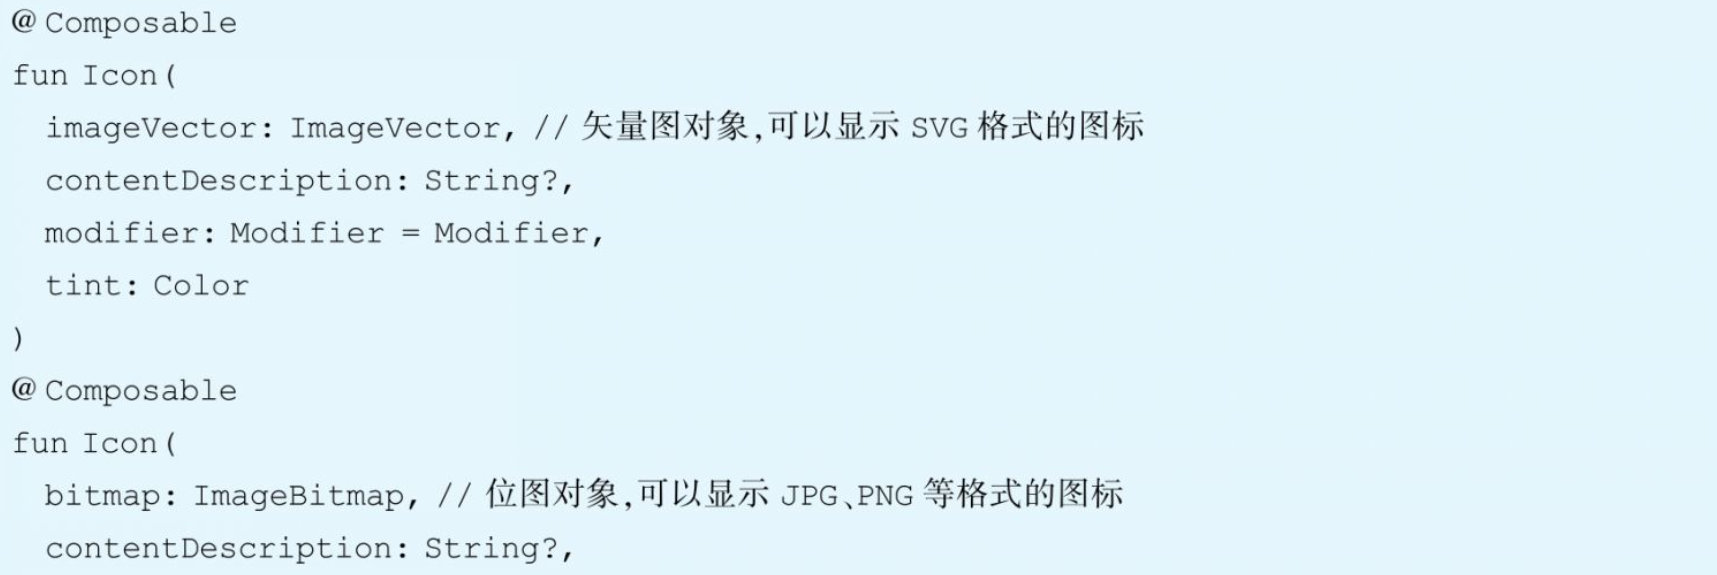 @Composable
fun Icon(
  imageVector: ImageVector, // 矢量图对象,可以显示 SVG 格式的图标
  contentDescription: String?,
  modifier: Modifier = Modifier,
  tint: Color
)
@Composable
fun Icon(
  bitmap: ImageBitmap, // 位图对象,可以显示 JPG、PNG 等格式的图标
  contentDescription: String?,